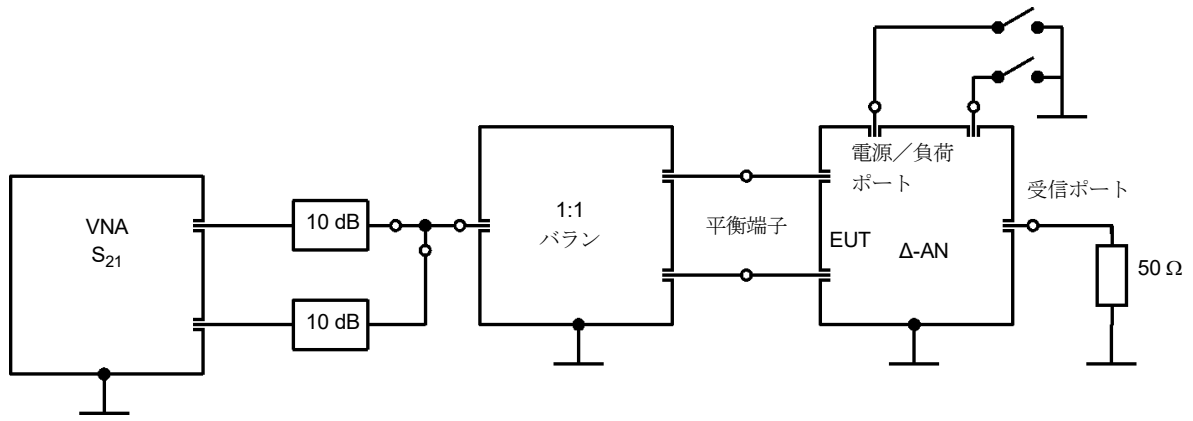 VNA
S21
10 dB
10 dB
1:1
バラン
平衡端子
電源／負荷
ポート
EUT
Δ-AN
受信ポート
50 Ω